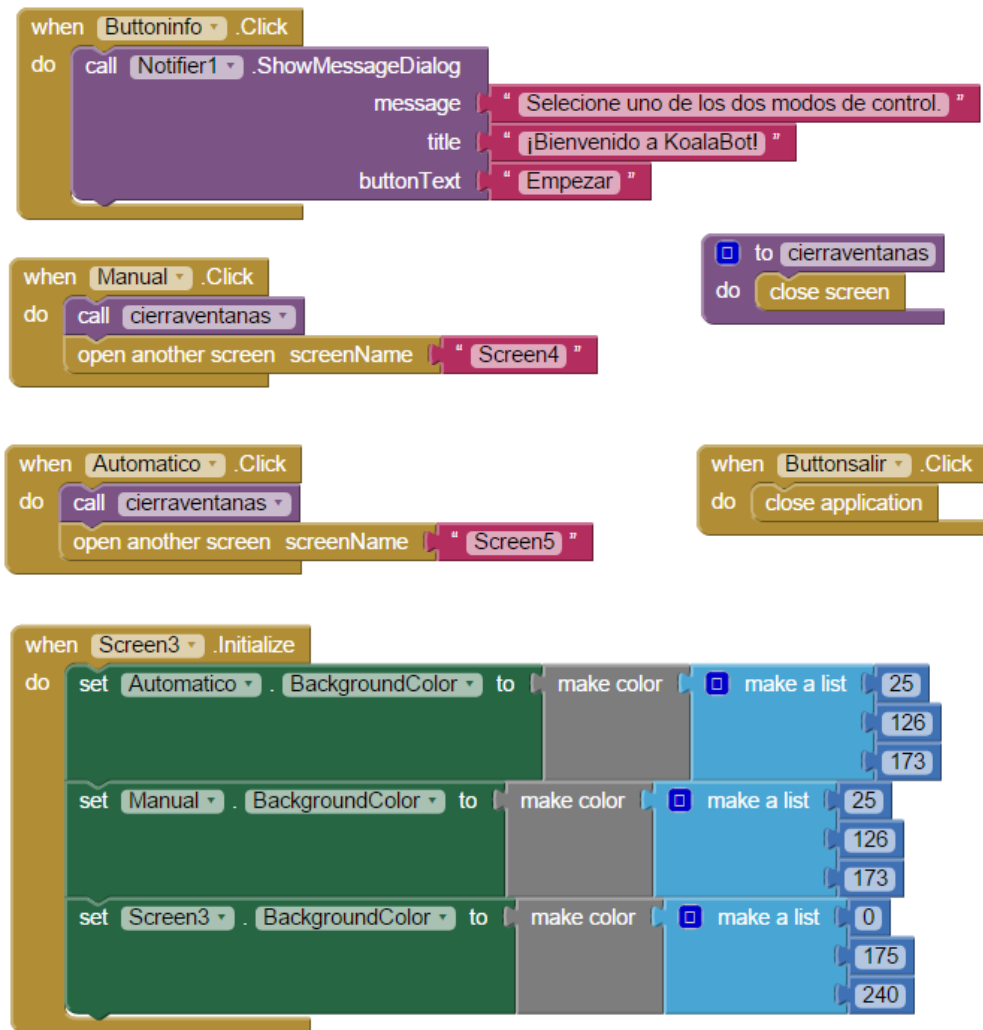 when Buttoninfo .Click
do call Notifier1 .ShowMessageDialog
message " Selecione uno de los dos modos de control. "
title " ¡Bienvenido a KoalaBot! "
buttonText " Empezar "
to cierraventanas
do close screen
when Manual .Click
do call cierraventanas
open another screen screenName " Screen4 "
when Automatico .Click
do call cierraventanas
open another screen screenName " Screen5 "
when Buttonsalir .Click
do close application
when Screen3 .Initialize
do set Automatico . BackgroundColor to make color make a list 25
126
173
set Manual . BackgroundColor to make color make a list 25
126
173
set Screen3 . BackgroundColor to make color make a list 0
175
240